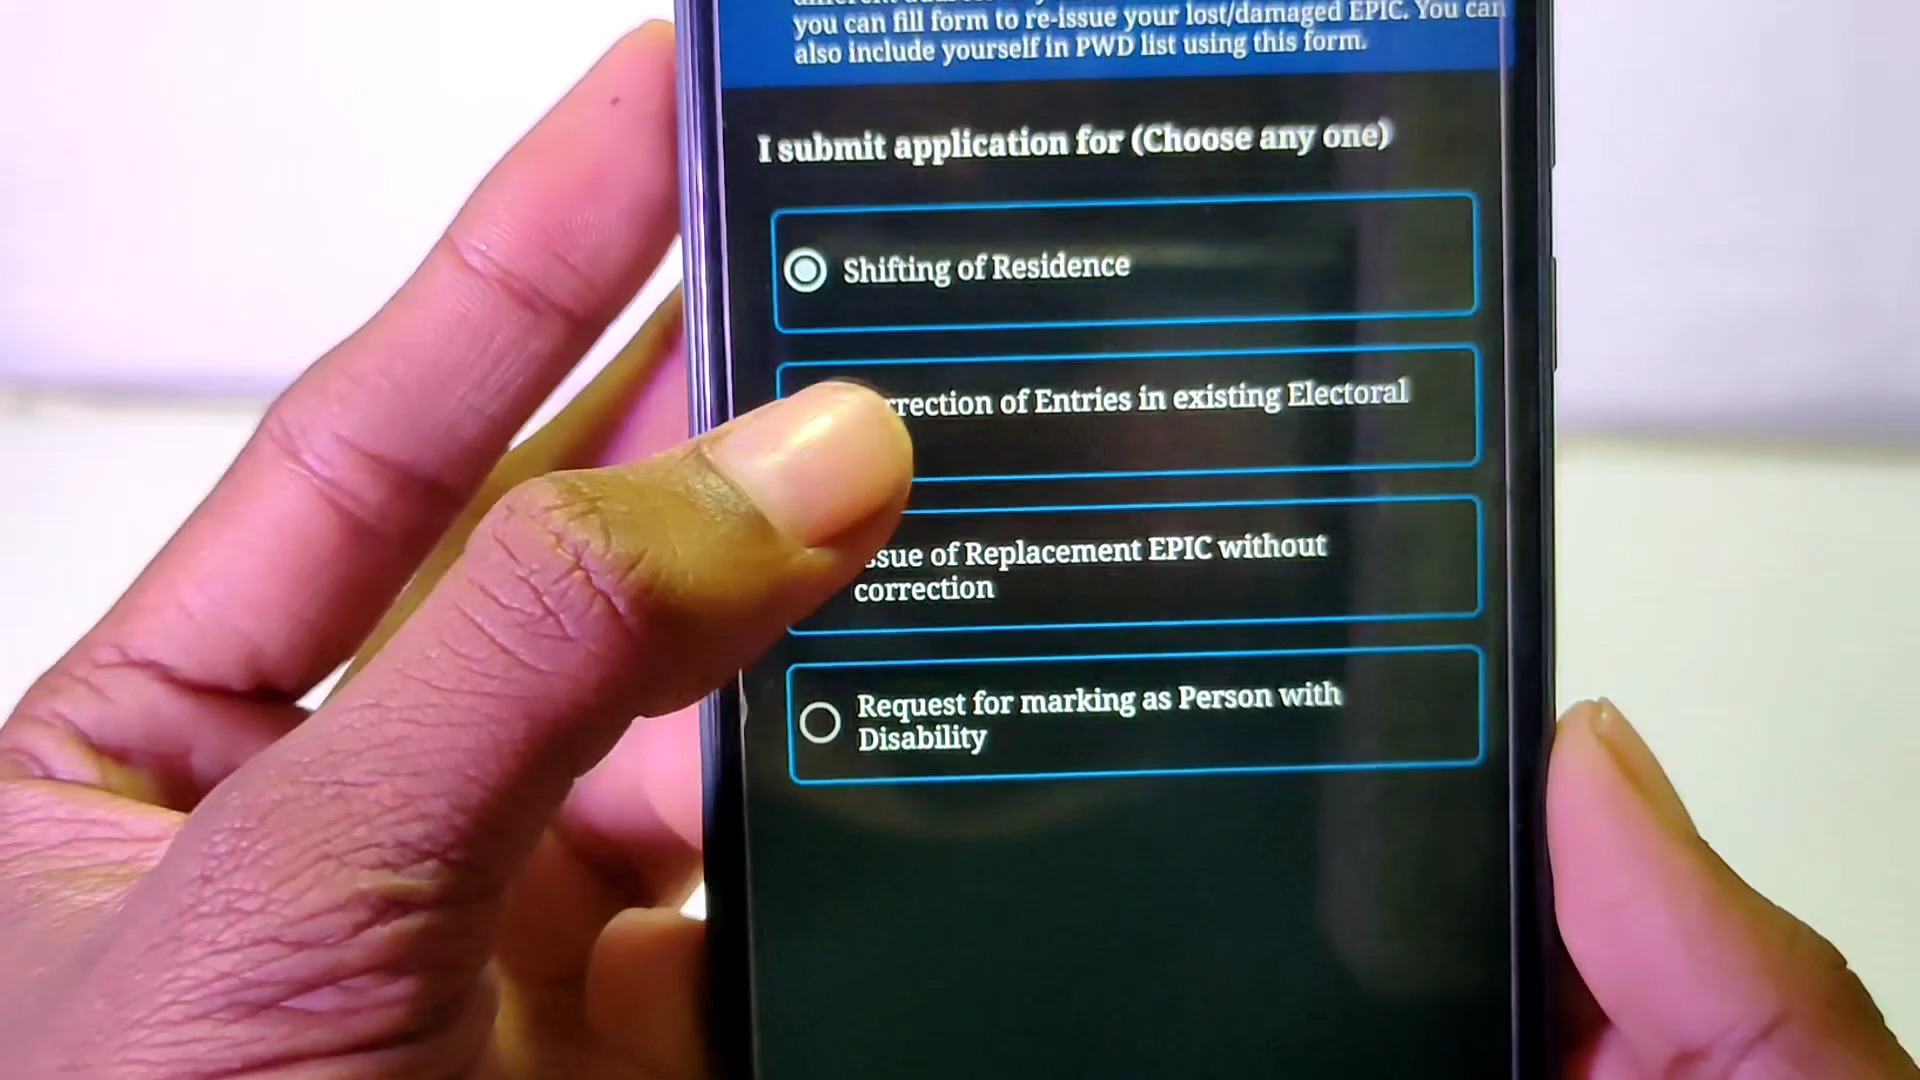 you can fill form to re-issue your lost/damaged EPIC. You can
also include yourself in PWD list using this form.
I submit application for (Choose any one)
Shifting of Residence
rrection of Entries in existing Electoral
ssue of Replacement EPIC without
correction
Request for marking as Person with
Disability